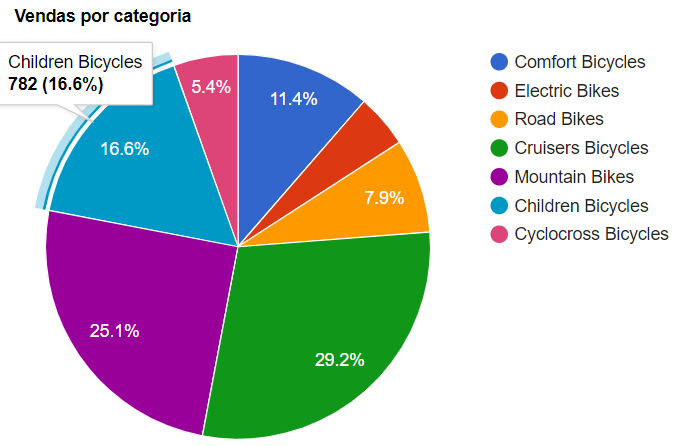 Vendas por categoria
Children Bicycles
782 (16.6%)
5.4%
11.4%
16.6%
7.9%
25.1%
29.2%
Comfort Bicycles
Electric Bikes
Road Bikes
Cruisers Bicycles
Mountain Bikes
Children Bicycles
Cyclocross Bicycles